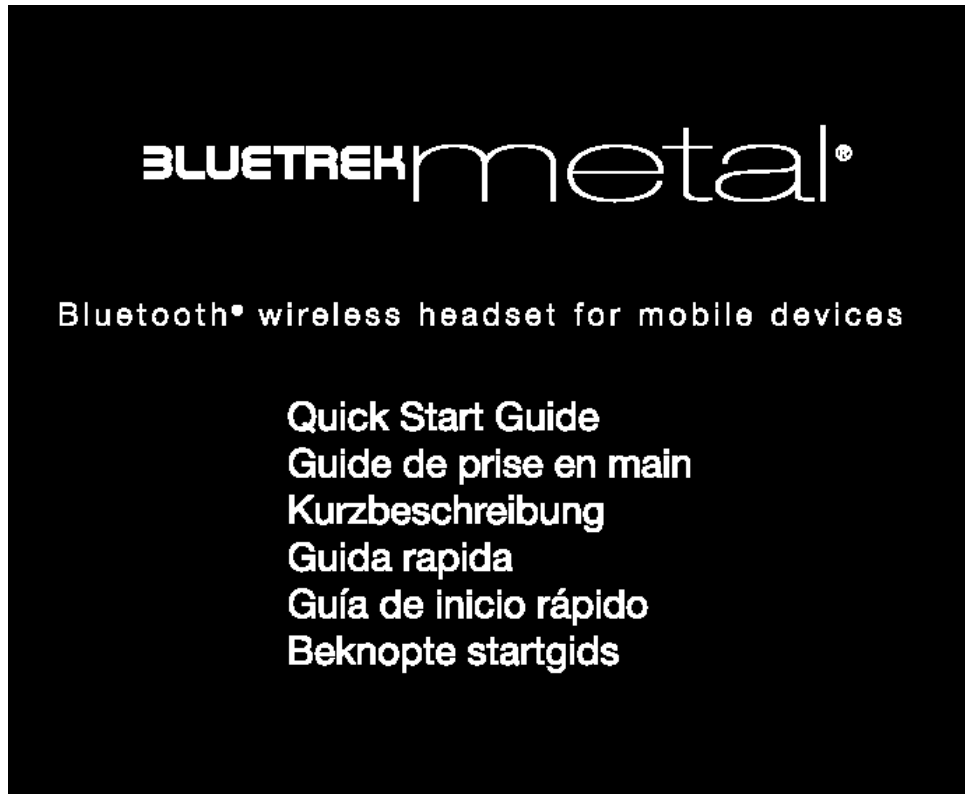 BLUETREK metal®
Bluetooth® wireless headset for mobile devices
Quick Start Guide
Guide de prise en main
Kurzbeschreibung
Guida rapida
Guía de inicio rápido
Beknopte startgids